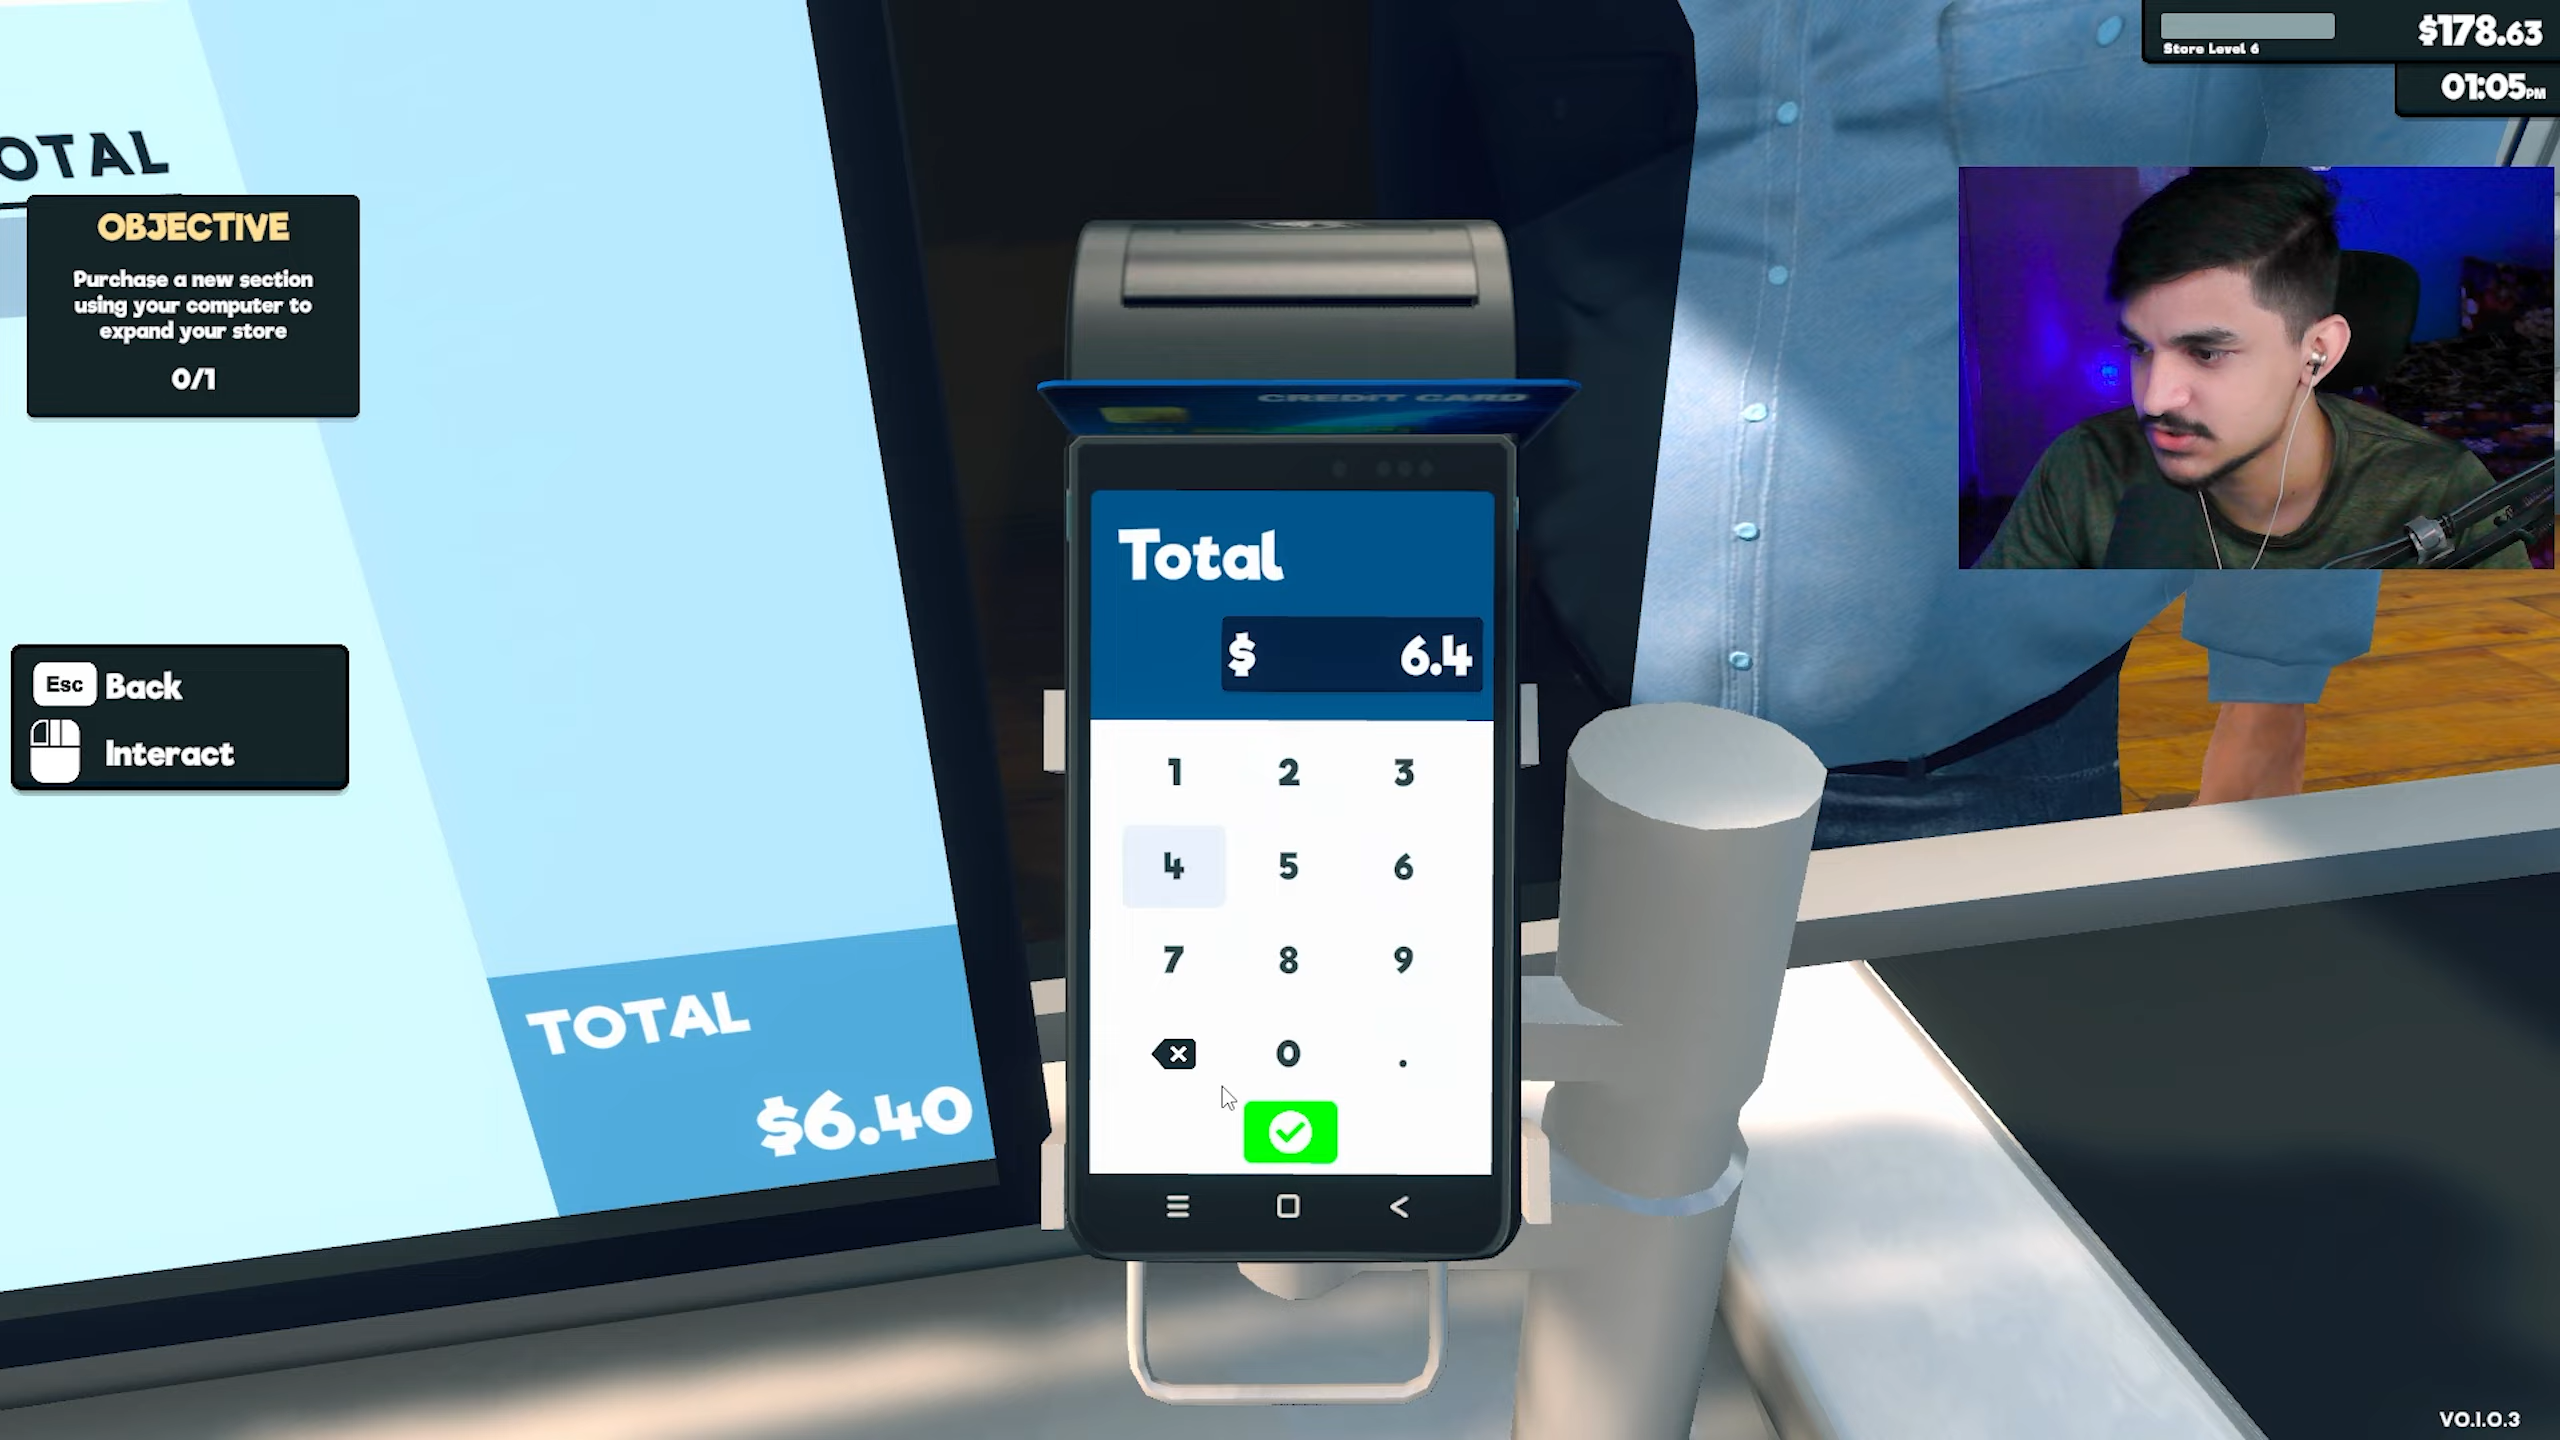 Store Level 6
$178.63
01:05PM
OTAL
OBJECTIVE
Purchase a new section
using your computer to
expand your store
0/1
CREDIT CARD
Total
$ 6.4
Esc Back
Interact
1 2 3
4 5 6
7 8 9
0 .
TOTAL
$6.40
V0.1.0.3